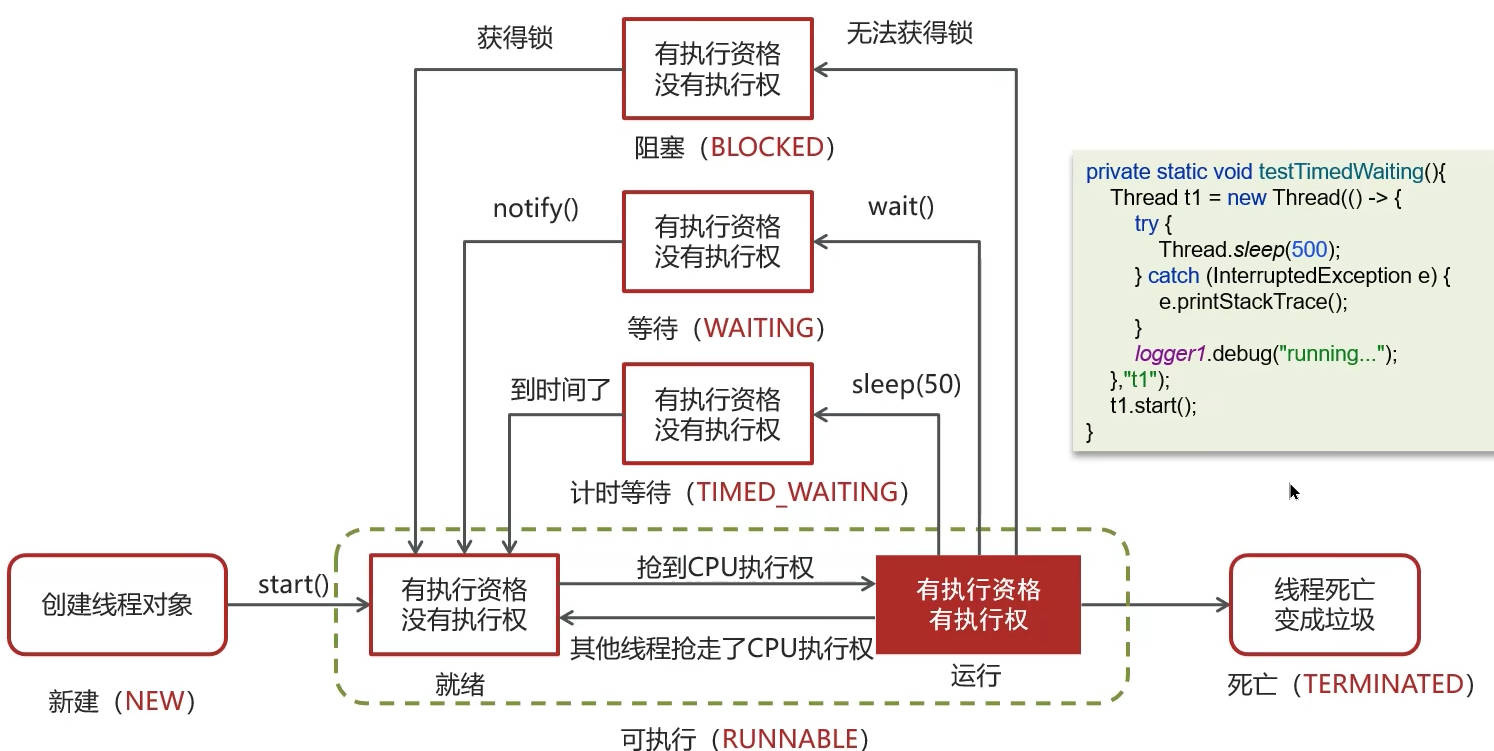 获得锁
有执行资格
没有执行权
无法获得锁
阻塞（BLOCKED）
notify()
有执行资格
没有执行权
wait()
等待（WAITING）
到时间了
有执行资格
没有执行权
sleep(50)
计时等待（TIMED_WAITING）
private static void testTimedWaiting(){
Thread t1 = new Thread(() -> {
try {
Thread.sleep(500);
} catch (InterruptedException e) {
e.printStackTrace();
}
logger1.debug("running...");
},"t1");
t1.start();
}
创建线程对象
新建（NEW）
start()
有执行资格
没有执行权
就绪
抢到CPU执行权
其他线程抢走了CPU执行权
有执行资格
有执行权
运行
可执行（RUNNABLE）
线程死亡
变成垃圾
死亡（TERMINATED）